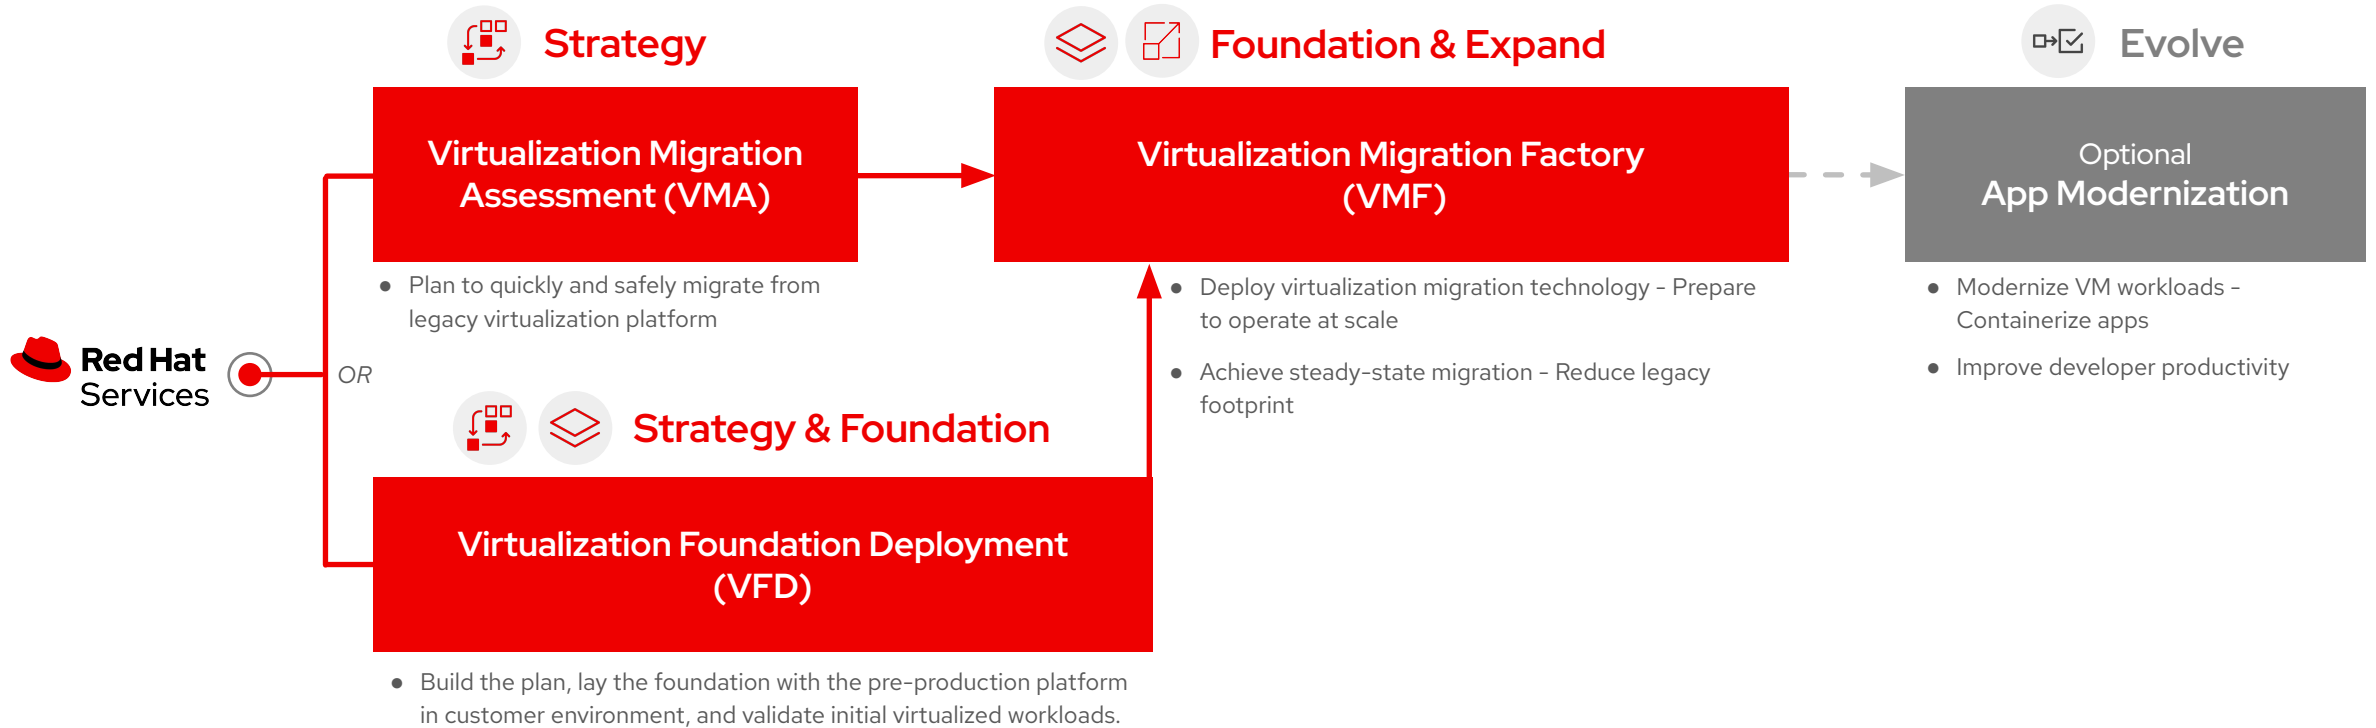 Strategy
Virtualization Migration
Assessment (VMA)
● Plan to quickly and safely migrate from
legacy virtualization platform
Foundation & Expand
Virtualization Migration Factory
(VMF)
● Deploy virtualization migration technology - Prepare
to operate at scale
● Achieve steady-state migration - Reduce legacy
footprint
Evolve
Optional
App Modernization
● Modernize VM workloads -
Containerize apps
● Improve developer productivity
Red Hat
Services
OR
Strategy & Foundation
Virtualization Foundation Deployment
(VFD)
● Build the plan, lay the foundation with the pre-production platform
in customer environment, and validate initial virtualized workloads.